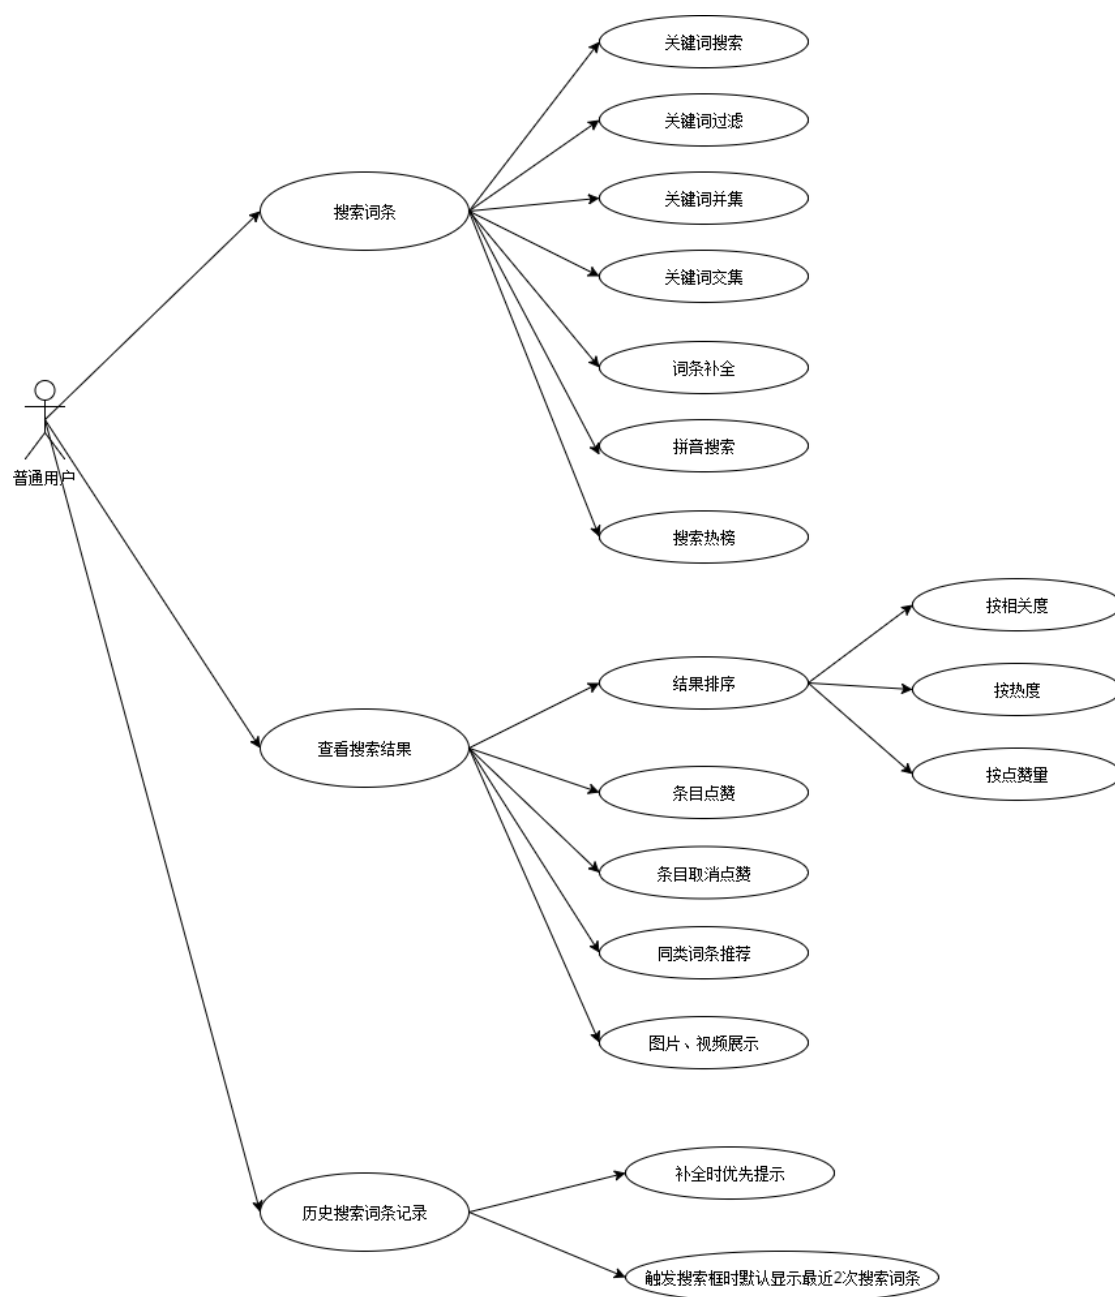 关键词搜索
关键词过滤
关键词并集
搜索词条
关键词交集
词条补全
拼音搜索
普通用户
搜索热榜
按相关度
结果排序
按热度
查看搜索结果
按点赞量
条目点赞
条目取消点赞
同类词条推荐
图片、视频展示
补全时优先提示
历史搜索词条记录
触发搜索框时默认显示最近2次搜索词条